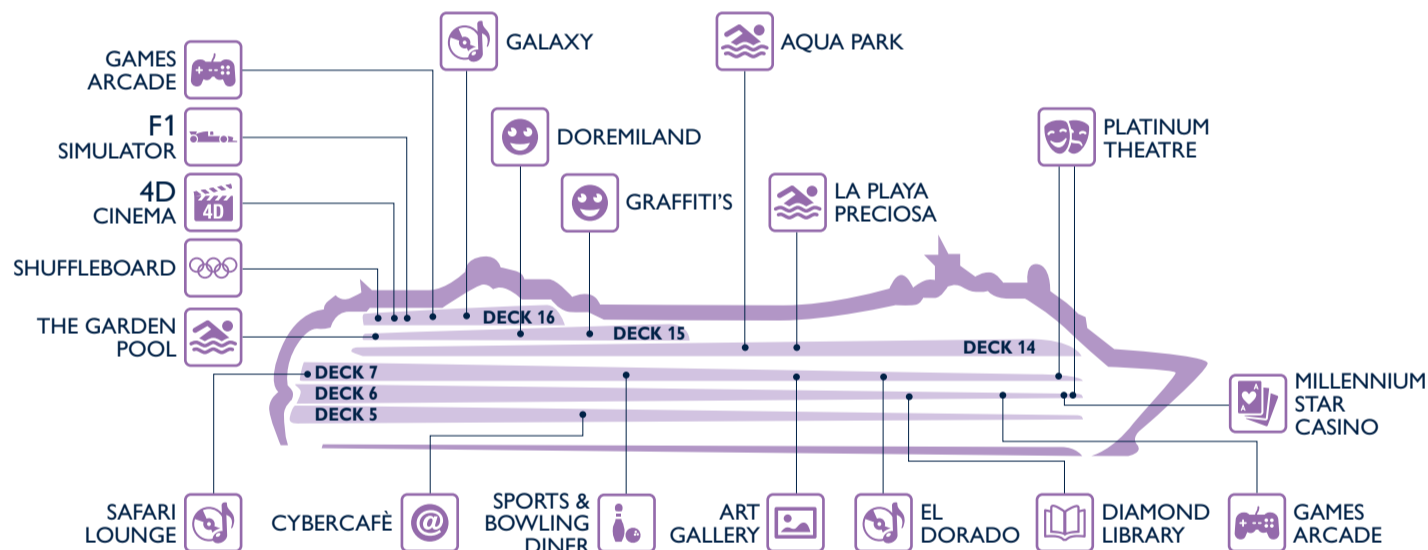 GAMES
ARCADE
GALAXY
AQUA PARK
F1
SIMULATOR
DOREMILAND
PLATINUM
THEATRE
4D
CINEMA
4D
GRAFFITI'S
LA PLAYA
PRECIOSA
SHUFFLEBOARD
THE GARDEN
POOL
DECK 16
DECK 15
DECK 14
DECK 7
DECK 6
DECK 5
A
A
MILLENNIUM
STAR
CASINO
SAFARI
LOUNGE
CYBERCAFÈ
@
SPORTS &
BOWLING
DINER
ART
GALLERY
EL
DORADO
DIAMOND
LIBRARY
GAMES
ARCADE